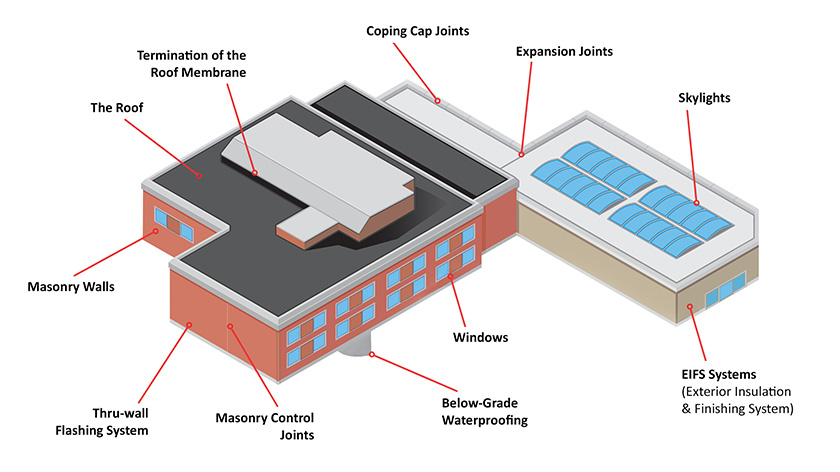 Coping Cap Joints
Termination of the
Roof Membrane
Expansion Joints
The Roof
Skylights
Masonry Walls
Windows
EIFS Systems
(Exterior Insulation
& Finishing System)
Thru-wall
Flashing System
Masonry Control
Joints
Below-Grade
Waterproofing